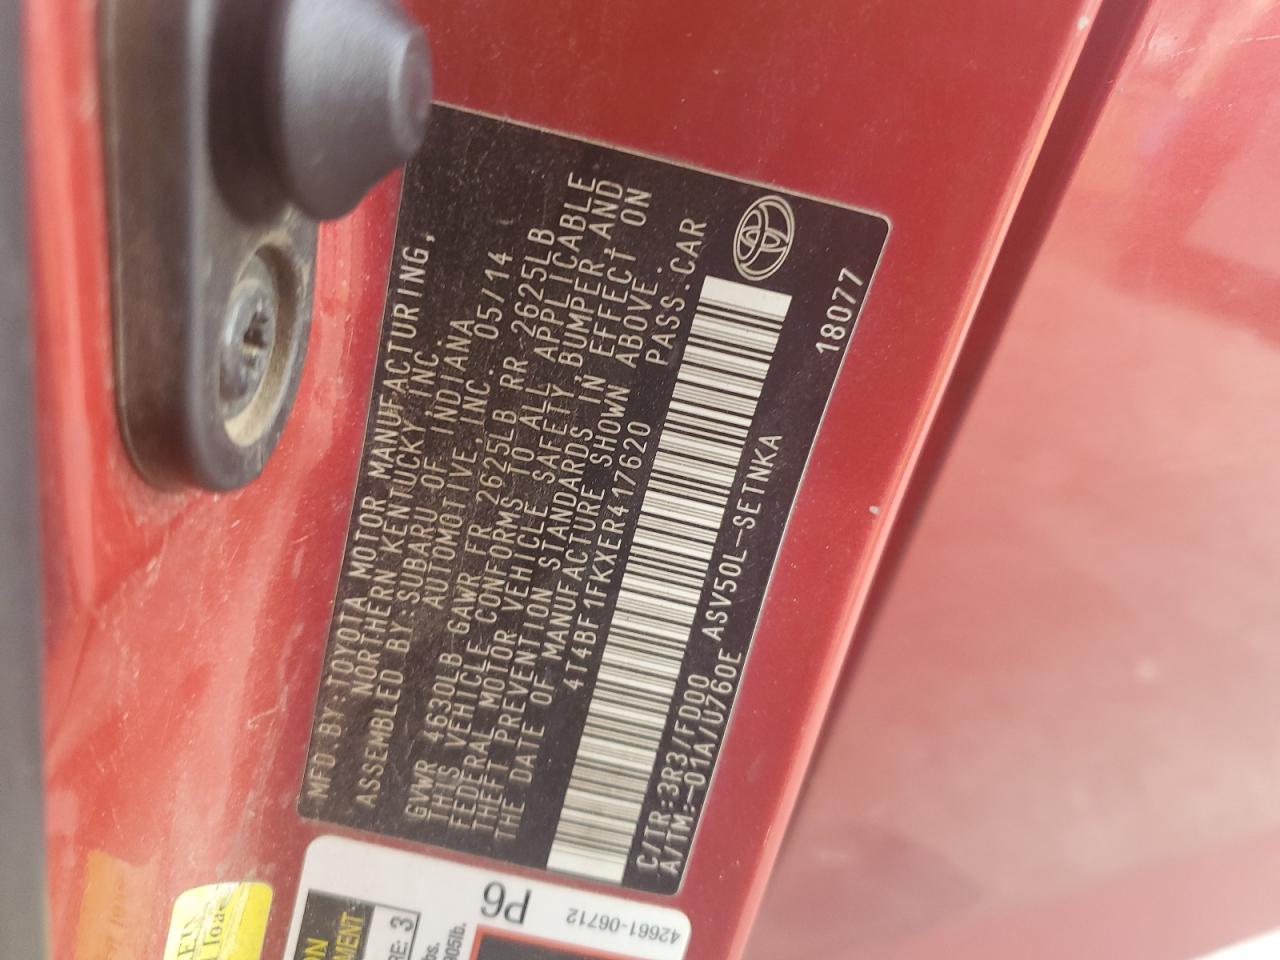 MFD BY:TOYOTA MOTOR MANUFACTURING,
NORTHERN KENTUCKY INC.
ASSEMBLED BY SUBARU OF INDIANA
AUTOMOTIVE, INC. 05/14
GVWR 4630LB GAWR FR 2625LB RR 2625LB
THIS VEHICLE CONFORMS TO ALL APPLICABLE
FEDERAL MOTOR VEHICLE SAFETY,BUMPER,AND
THEFT PREVENTION STANDARDS IN EFFECT ON
THE DATE OF MANUFACTURE SHOWN ABOVE.
4T4BF1FKXER417620 PASS.CAR
C/TR:3R3/FD00
A/TM:-01A/U760E ASV50L-SETNKA
18077
P6
42661-06712
RE: 3
805lb.